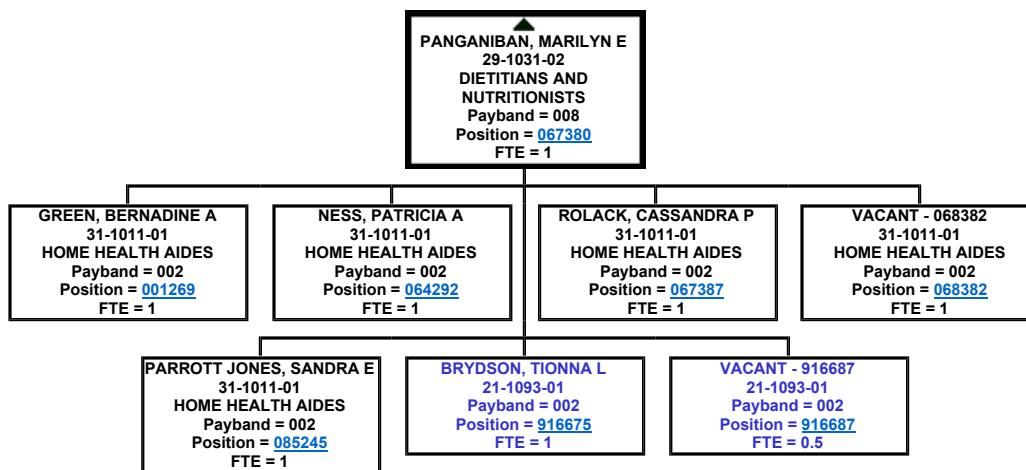 PANGANIBAN, MARILYN E
29-1031-02
DIETITIANS AND
NUTRITIONISTS
Payband = 008
Position = 067380
FTE = 1
GREEN, BERNADINE A
31-1011-01
HOME HEALTH AIDES
Payband = 002
Position = 001269
FTE = 1
NESS, PATRICIA A
31-1011-01
HOME HEALTH AIDES
Payband = 002
Position = 064292
FTE = 1
ROLACK, CASSANDRA P
31-1011-01
HOME HEALTH AIDES
Payband = 002
Position = 067387
FTE = 1
VACANT - 068382
31-1011-01
HOME HEALTH AIDES
Payband = 002
Position = 068382
FTE = 1
PARROTT JONES, SANDRA E
31-1011-01
HOME HEALTH AIDES
Payband = 002
Position = 085245
FTE = 1
BRYDSON, TIONNA L
21-1093-01
Payband = 002
Position = 916675
FTE = 1
VACANT - 916687
21-1093-01
Payband = 002
Position = 916687
FTE = 0.5